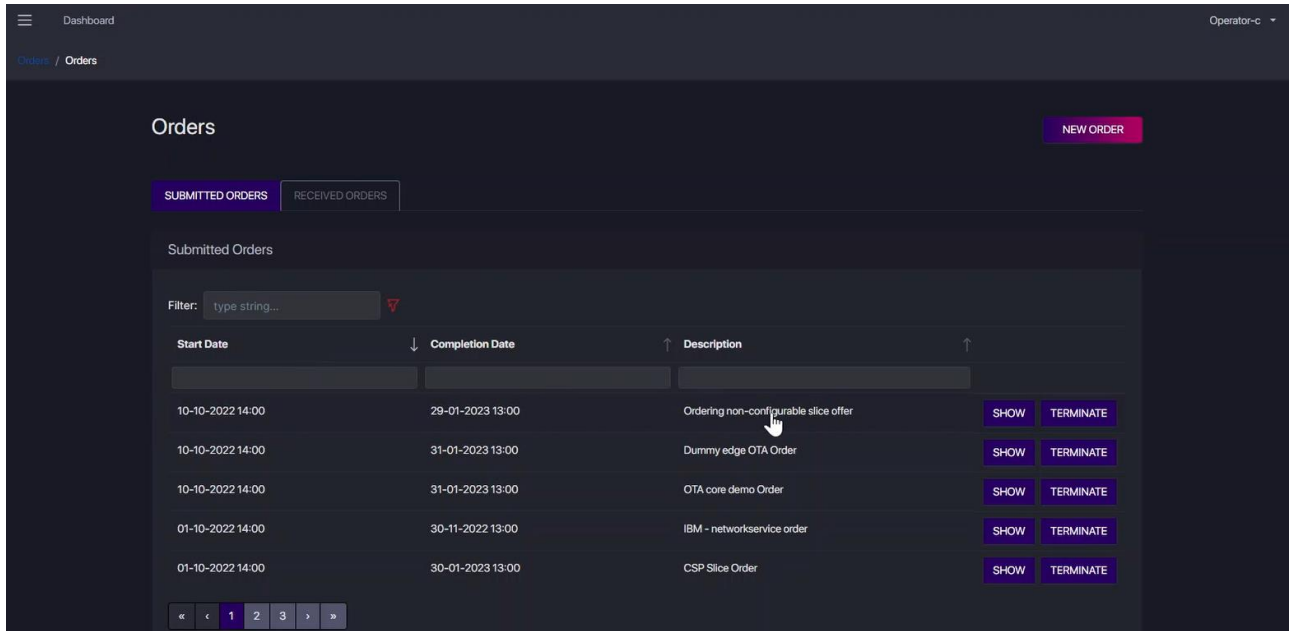 Dashboard Operator-c
Orders / Orders
Orders
NEW ORDER
SUBMITTED ORDERS RECEIVED ORDERS
Submitted Orders
Filter: type string...
Start Date Completion Date Description
10-10-2022 14:00 29-01-2023 13:00 Ordering non-configurable slice offer SHOW TERMINATE
10-10-2022 14:00 31-01-2023 13:00 Dummy edge OTA Order SHOW TERMINATE
10-10-2022 14:00 31-01-2023 13:00 OTA core demo Order SHOW TERMINATE
01-10-2022 14:00 30-11-2022 13:00 IBM - networkservice order SHOW TERMINATE
01-10-2022 14:00 30-01-2023 13:00 CSP Slice Order SHOW TERMINATE
« ‹ 1 2 3 › »